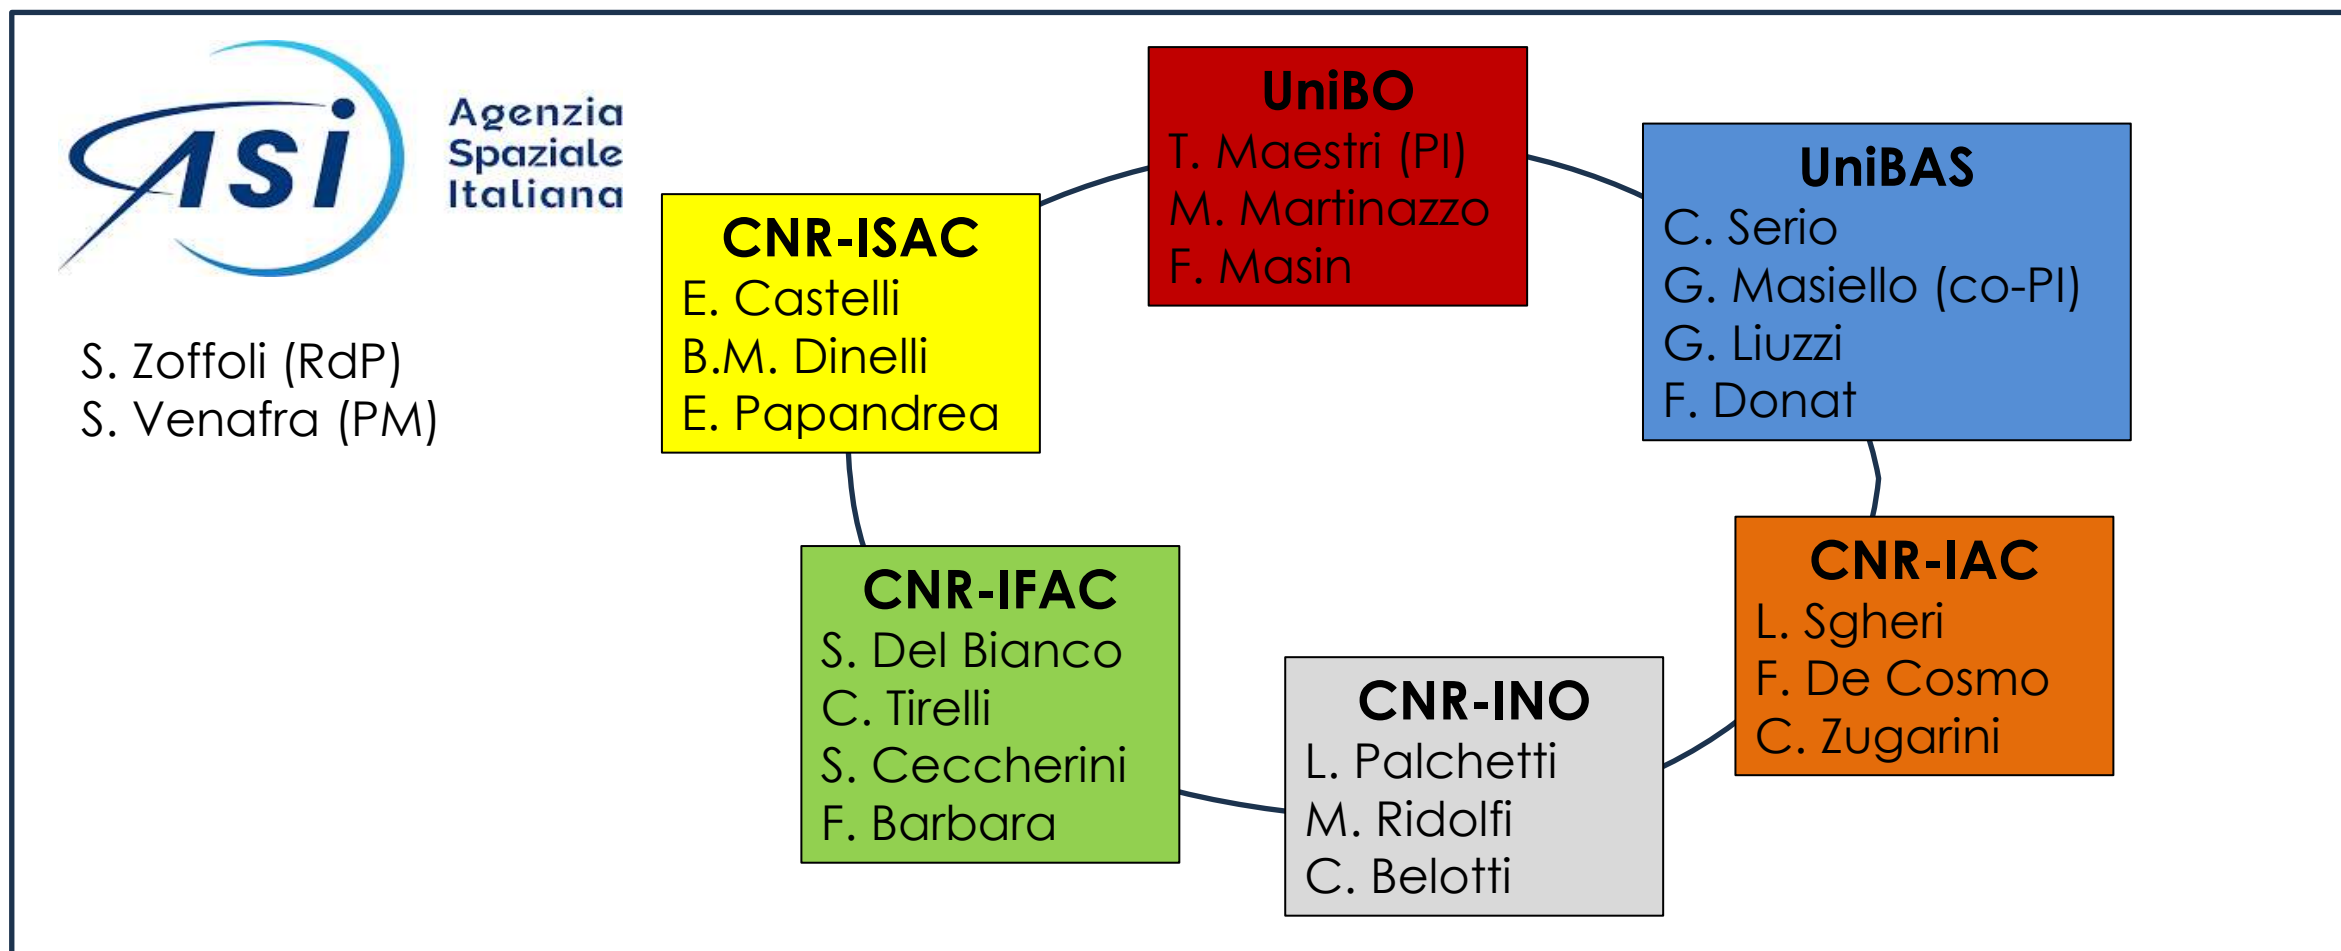 ASI
Agenzia
Spaziale
Italiana
S. Zoffoli (RdP)
S. Venafra (PM)
UniBO
T. Maestri (PI)
M. Martinazzo
F. Masin
UniBAS
C. Serio
G. Masiello (co-PI)
G. Liuzzi
F. Donat
CNR-ISAC
E. Castelli
B.M. Dinelli
E. Papandrea
CNR-IAC
L. Sgheri
F. De Cosmo
C. Zugarini
CNR-IFAC
S. Del Bianco
C. Tirelli
S. Ceccherini
F. Barbara
CNR-INO
L. Palchetti
M. Ridolfi
C. Belotti